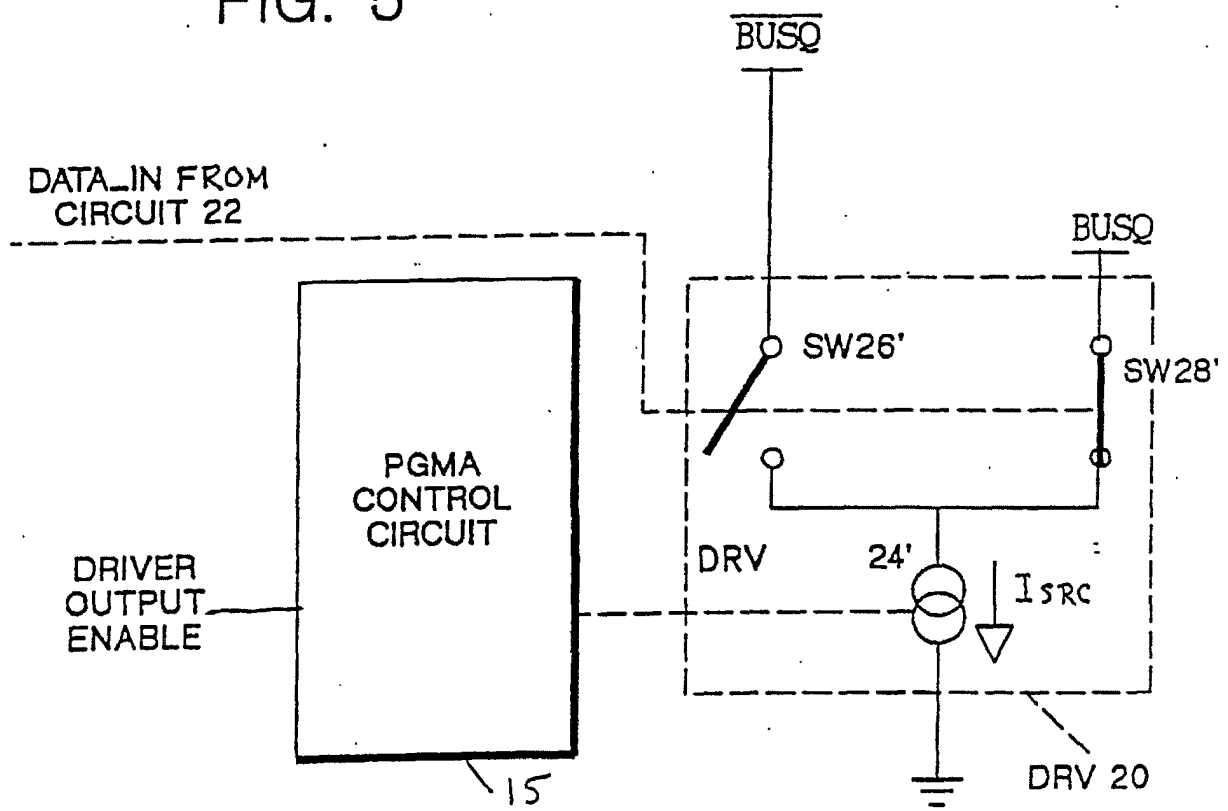 FIG. 5
BUSQ
DATA_IN FROM
CIRCUIT 22
BUSQ
SW26'
SW28'
PGMA
CONTROL
CIRCUIT
DRV
24'
ISRC
DRIVER
OUTPUT
ENABLE
15
DRV 20